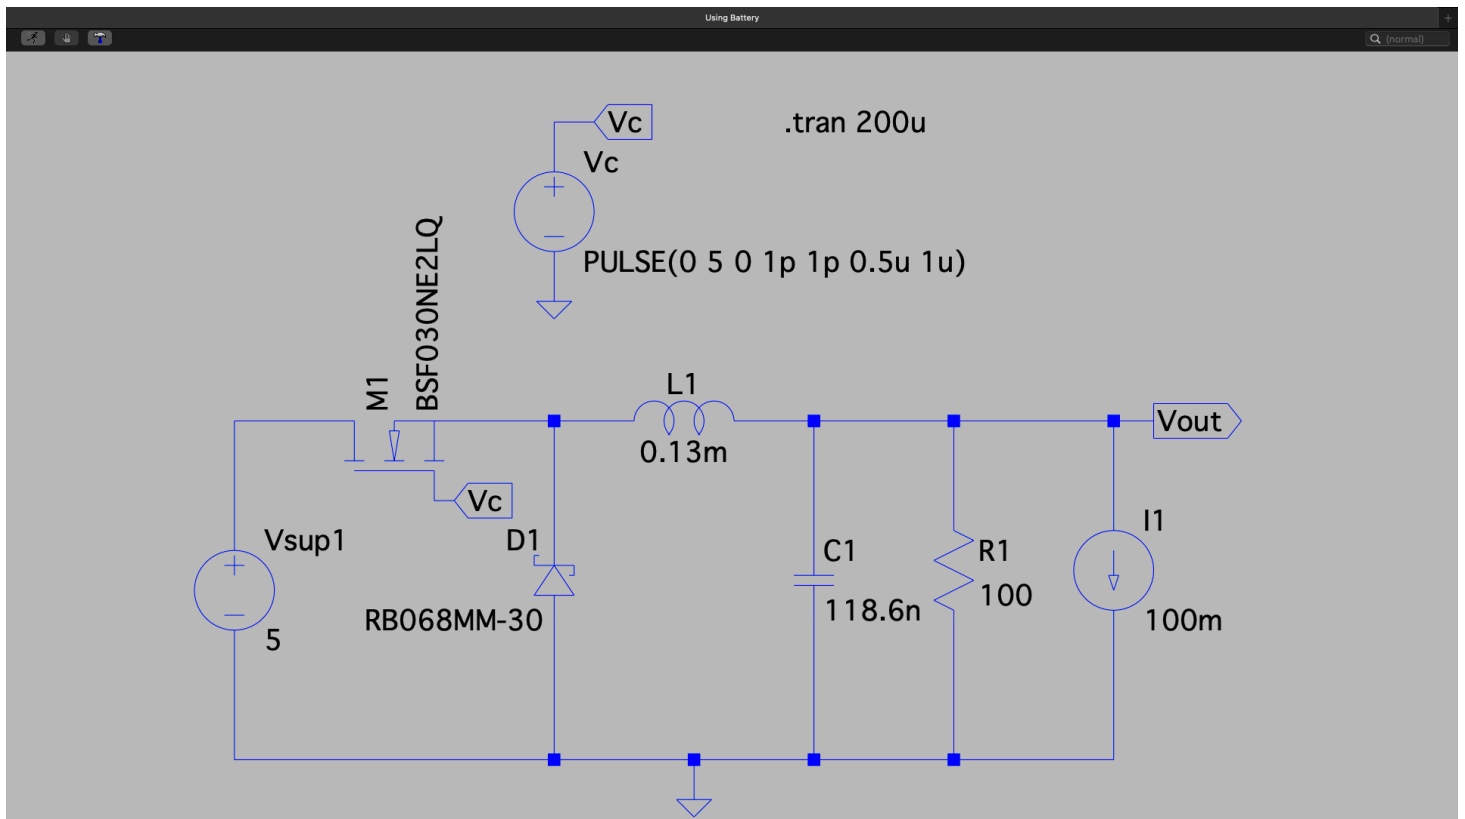 Using Battery
(normal)
Vc
.tran 200u
Vc
PULSE(0 5 0 1p 1p 0.5u 1u)
M1
BSF030NE2LQ
L1
0.13m
Vout
Vc
Vsup1
5
D1
RB068MM-30
C1
118.6n
R1
100
I1
100m